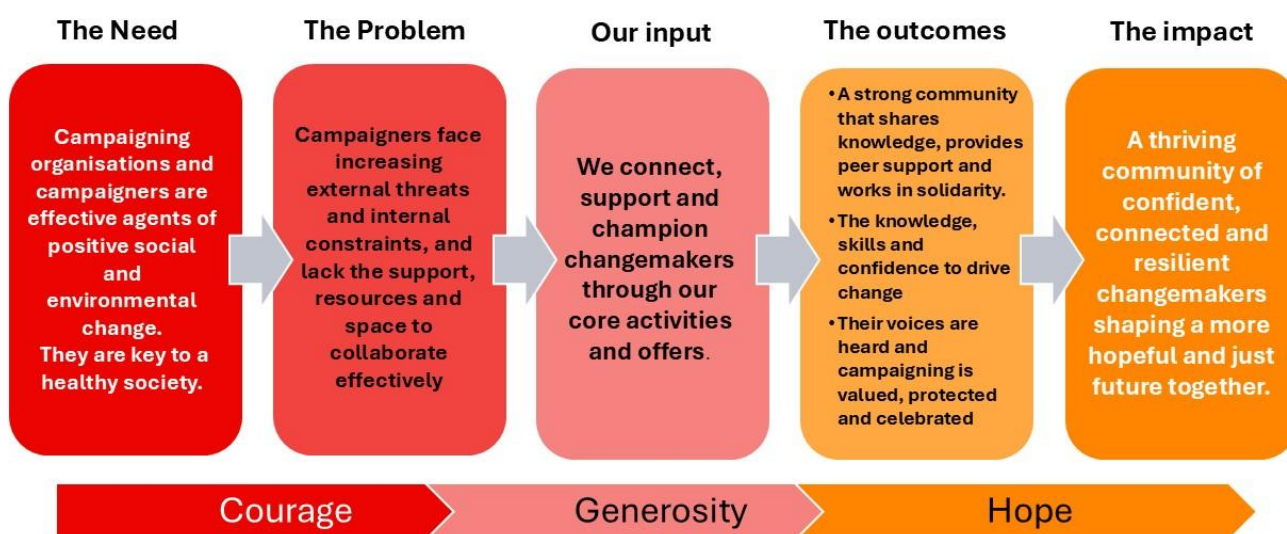 The Need
Campaigning
organisations and
campaigners are
effective agents of
positive social
and
environmental
change.
They are key to a
healthy society.
The Problem
Campaigners face
increasing
external threats
and internal
constraints, and
lack the support,
resources and
space to
collaborate
effectively
Our input
We connect,
support and
champion
changemakers
through our
core activities
and offers.
The outcomes
•A strong community
that shares
knowledge, provides
peer support and
works in solidarity.
•The knowledge,
skills and
confidence to drive
change
•Their voices are
heard and
campaigning is
valued, protected
and celebrated
The impact
A thriving
community of
confident,
connected and
resilient
changemakers
shaping a more
hopeful and just
future together.
Courage
Generosity
Hope